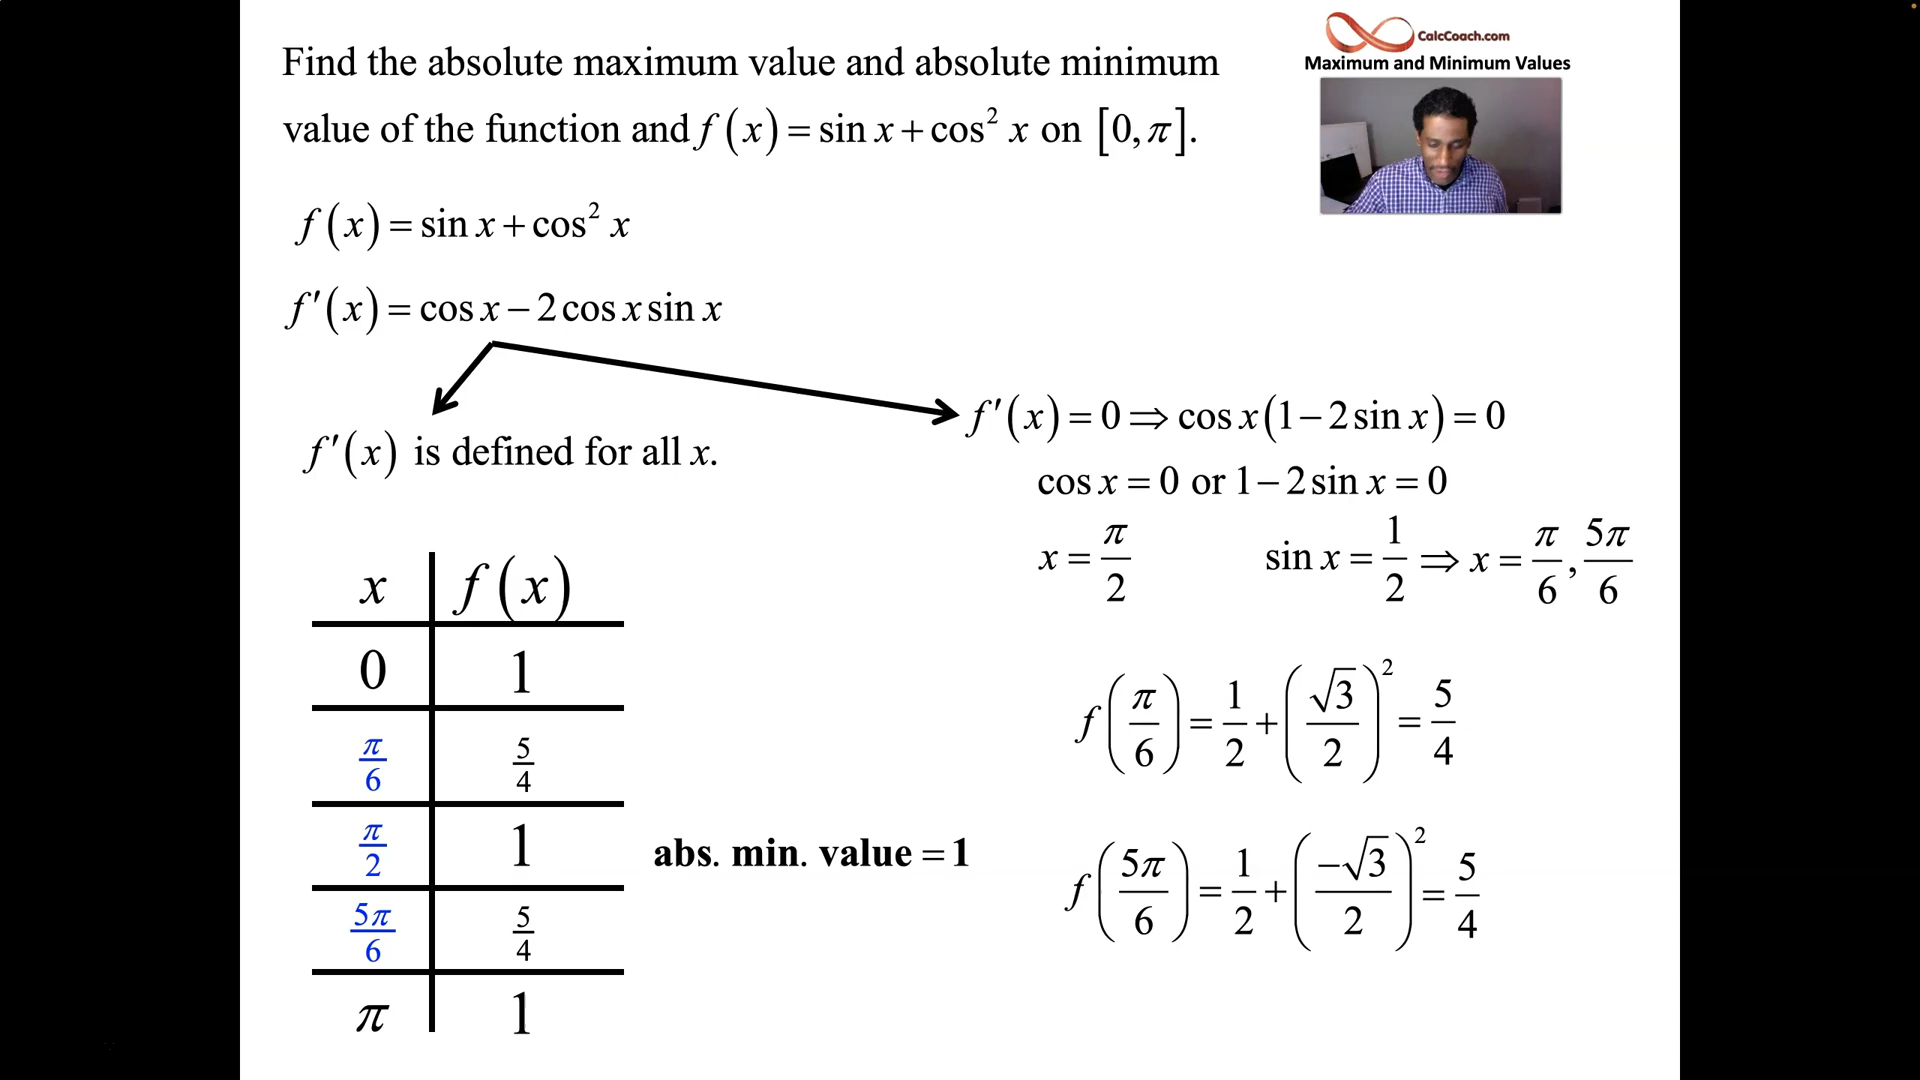 CalcCoach.com
Maximum and Minimum Values
Find the absolute maximum value and absolute minimum
value of the function and f(x) = sin x + cos² x on [0, π].
f(x) = sin x + cos² x
f′(x) = cos x − 2 cos x sin x
f′(x) is defined for all x.
f′(x) = 0 ⇒ cos x(1 − 2 sin x) = 0
cos x = 0 or 1 − 2 sin x = 0
x = π/2
sin x = 1/2 ⇒ x = π/6, 5π/6
f(π/6) = 1/2 + (√3/2)² = 5/4
f(5π/6) = 1/2 + (−√3/2)² = 5/4
x f(x)
0 1
π/6 5/4
π/2 1
5π/6 5/4
π 1
abs. min. value = 1